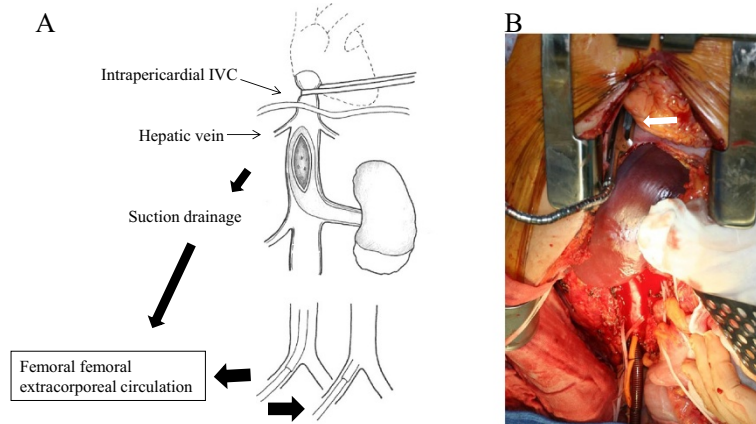 A
B
Intrapericardial IVC
Hepatic vein
Suction drainage
Femoral femoral
extracorporeal circulation